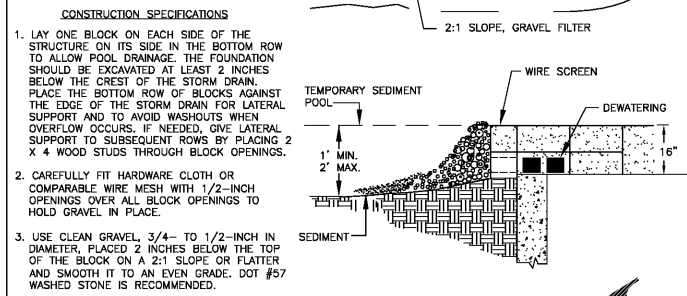 CONSTRUCTION SPECIFICATIONS
1. LAY ONE BLOCK ON EACH SIDE OF THE
STRUCTURE ON ITS SIDE IN THE BOTTOM ROW
TO ALLOW POOL DRAINAGE. THE FOUNDATION
SHOULD BE EXCAVATED AT LEAST 2 INCHES
BELOW THE CREST OF THE STORM DRAIN.
PLACE THE BOTTOM ROW OF BLOCKS AGAINST
THE EDGE OF THE STORM DRAIN FOR LATERAL
SUPPORT AND TO AVOID WASHOUTS WHEN
OVERFLOW OCCURS. IF NEEDED, GIVE LATERAL
SUPPORT TO SUBSEQUENT ROWS BY PLACING 2
X 4 WOOD STUDS THROUGH BLOCK OPENINGS.
2. CAREFULLY FIT HARDWARE CLOTH OR
COMPARABLE WIRE MESH WITH 1/2-INCH
OPENINGS OVER ALL BLOCK OPENINGS TO
HOLD GRAVEL IN PLACE.
3. USE CLEAN GRAVEL, 3/4- TO 1/2-INCH IN
DIAMETER, PLACED 2 INCHES BELOW THE TOP
OF THE BLOCK ON A 2:1 SLOPE OR FLATTER
AND SMOOTH IT TO AN EVEN GRADE. DOT #57
WASHED STONE IS RECOMMENDED.
2:1 SLOPE, GRAVEL FILTER
WIRE SCREEN
TEMPORARY SEDIMENT
POOL
DEWATERING
1' MIN.
2' MAX.
16"
SEDIMENT